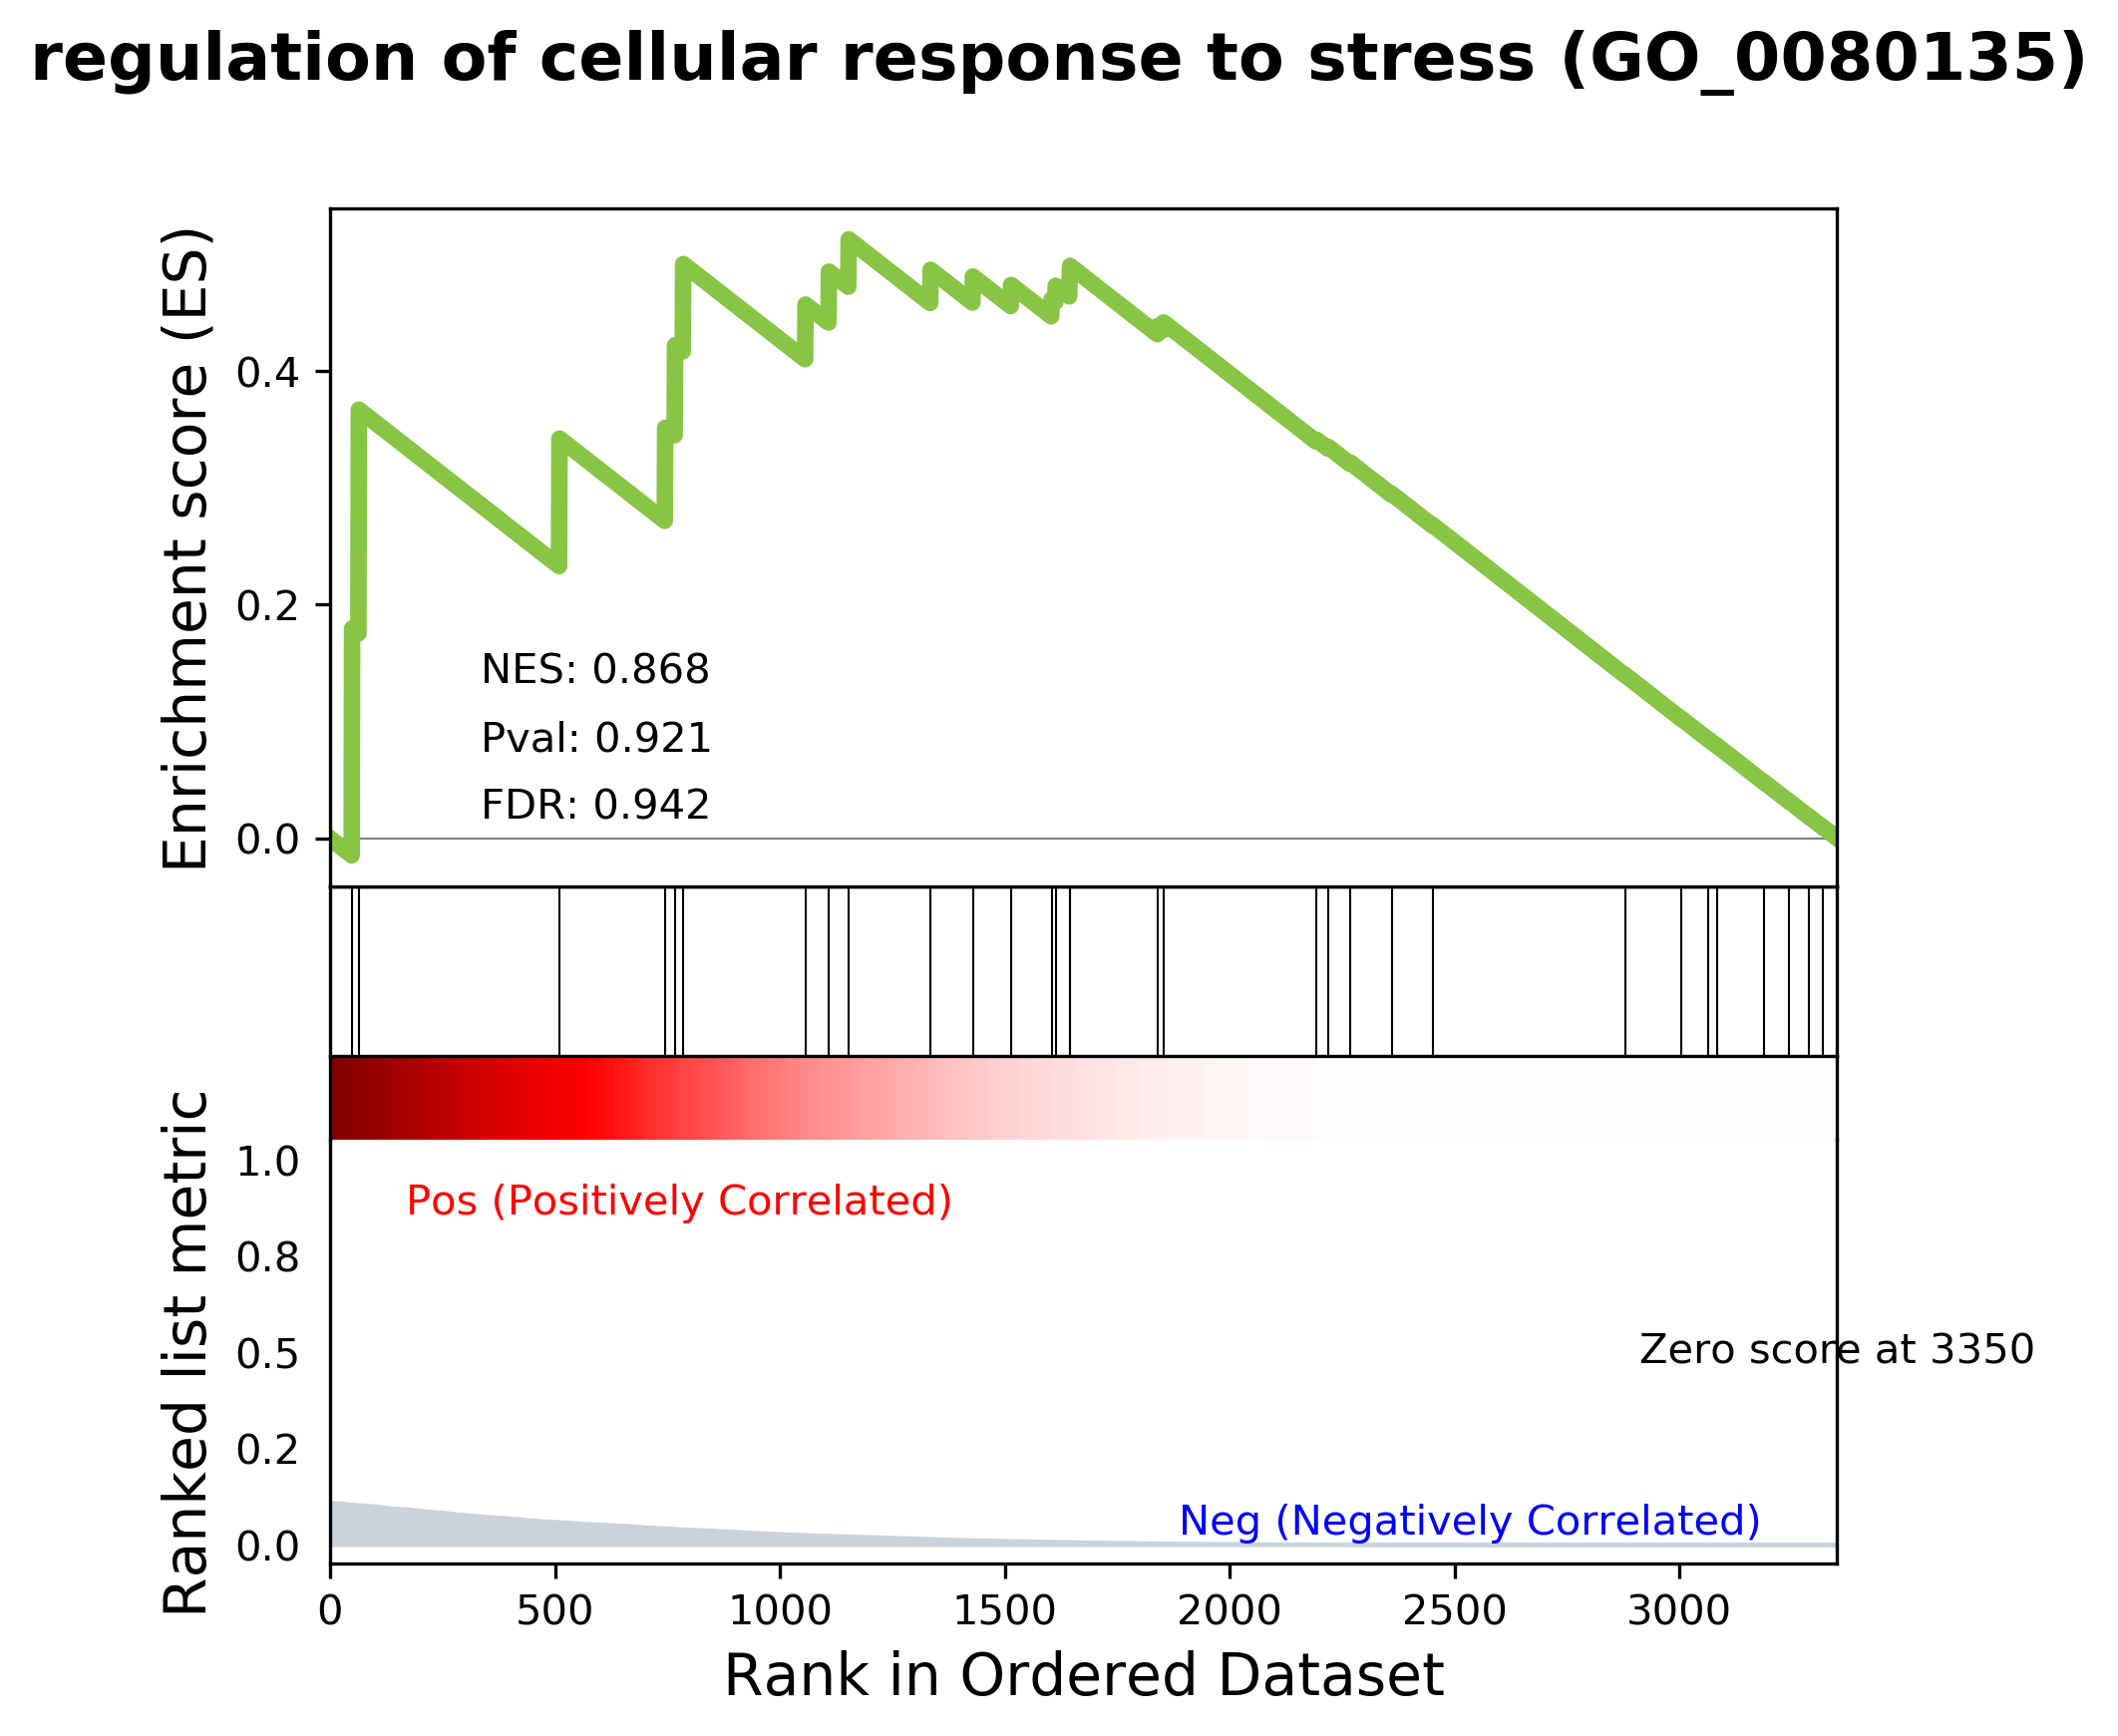 regulation of cellular response to stress (GO_0080135)
Enrichment score (ES)
0.4
0.2
0.0
NES: 0.868
Pval: 0.921
FDR: 0.942
Ranked list metric
1.0
0.8
0.5
0.2
0.0
Pos (Positively Correlated)
Zero score at 3350
Neg (Negatively Correlated)
0 500 1000 1500 2000 2500 3000
Rank in Ordered Dataset